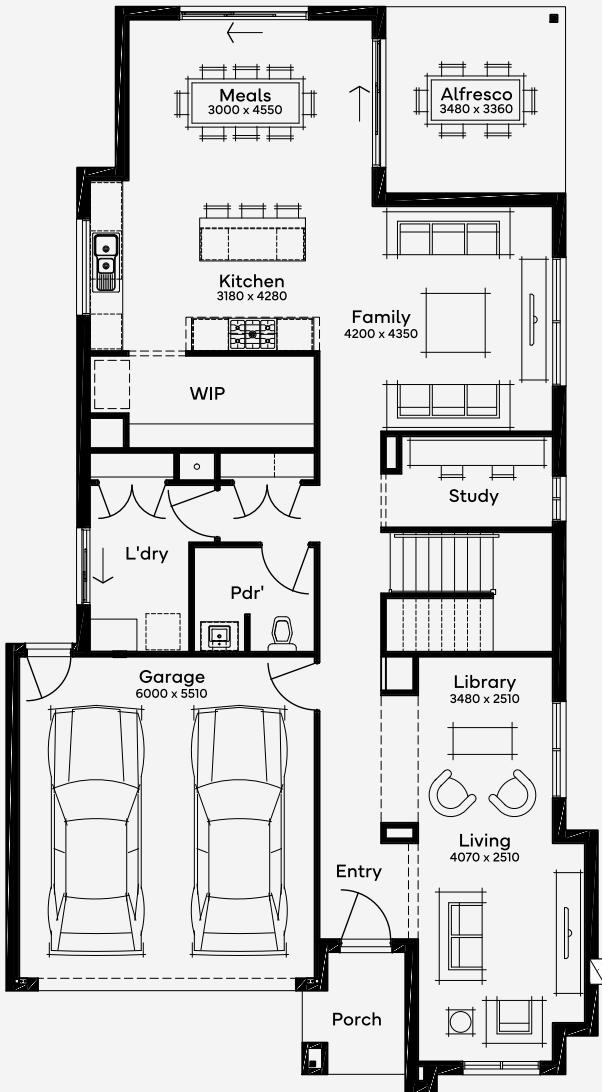 Meals
3000 x 4550
Alfresco
3480 x 3360
Kitchen
3180 x 4280
Family
4200 x 4350
WIP
Study
L'dry
Pdr'
Garage
6000 x 5510
Library
3480 x 2510
Living
4070 x 2510
Entry
Porch